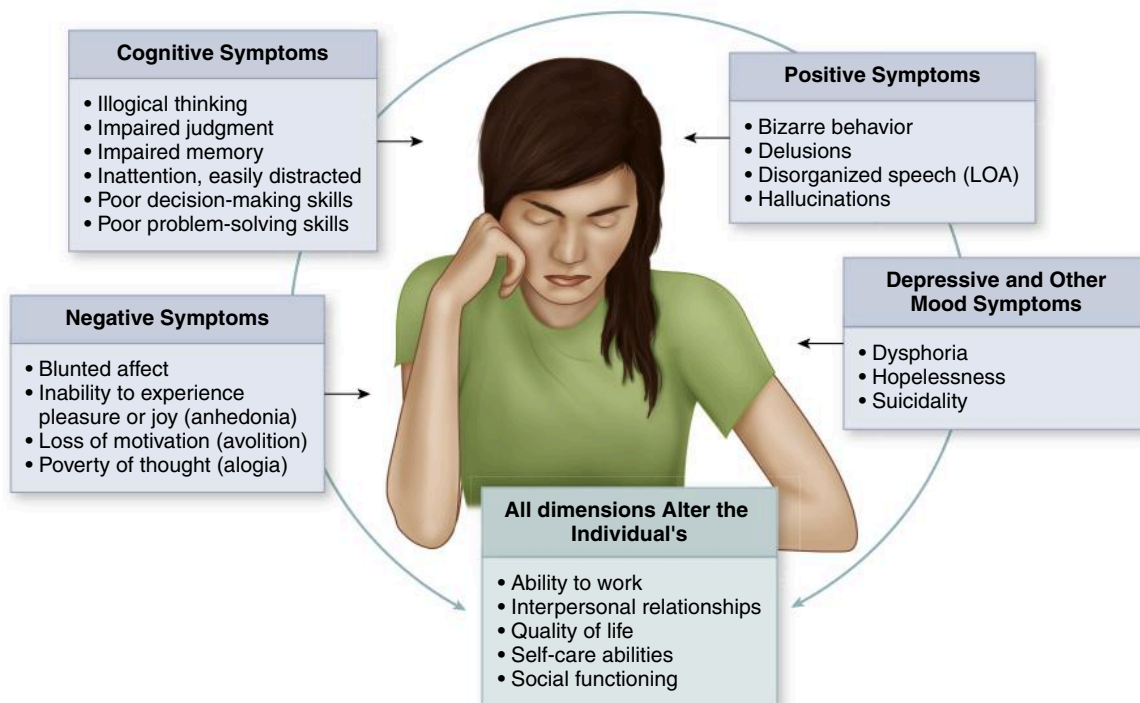 Cognitive Symptoms
• Illogical thinking
• Impaired judgment
• Impaired memory
• Inattention, easily distracted
• Poor decision-making skills
• Poor problem-solving skills
Positive Symptoms
• Bizarre behavior
• Delusions
• Disorganized speech (LOA)
• Hallucinations
Negative Symptoms
• Blunted affect
• Inability to experience
pleasure or joy (anhedonia)
• Loss of motivation (avolition)
• Poverty of thought (alogia)
Depressive and Other
Mood Symptoms
• Dysphoria
• Hopelessness
• Suicidality
All dimensions Alter the
Individual's
• Ability to work
• Interpersonal relationships
• Quality of life
• Self-care abilities
• Social functioning